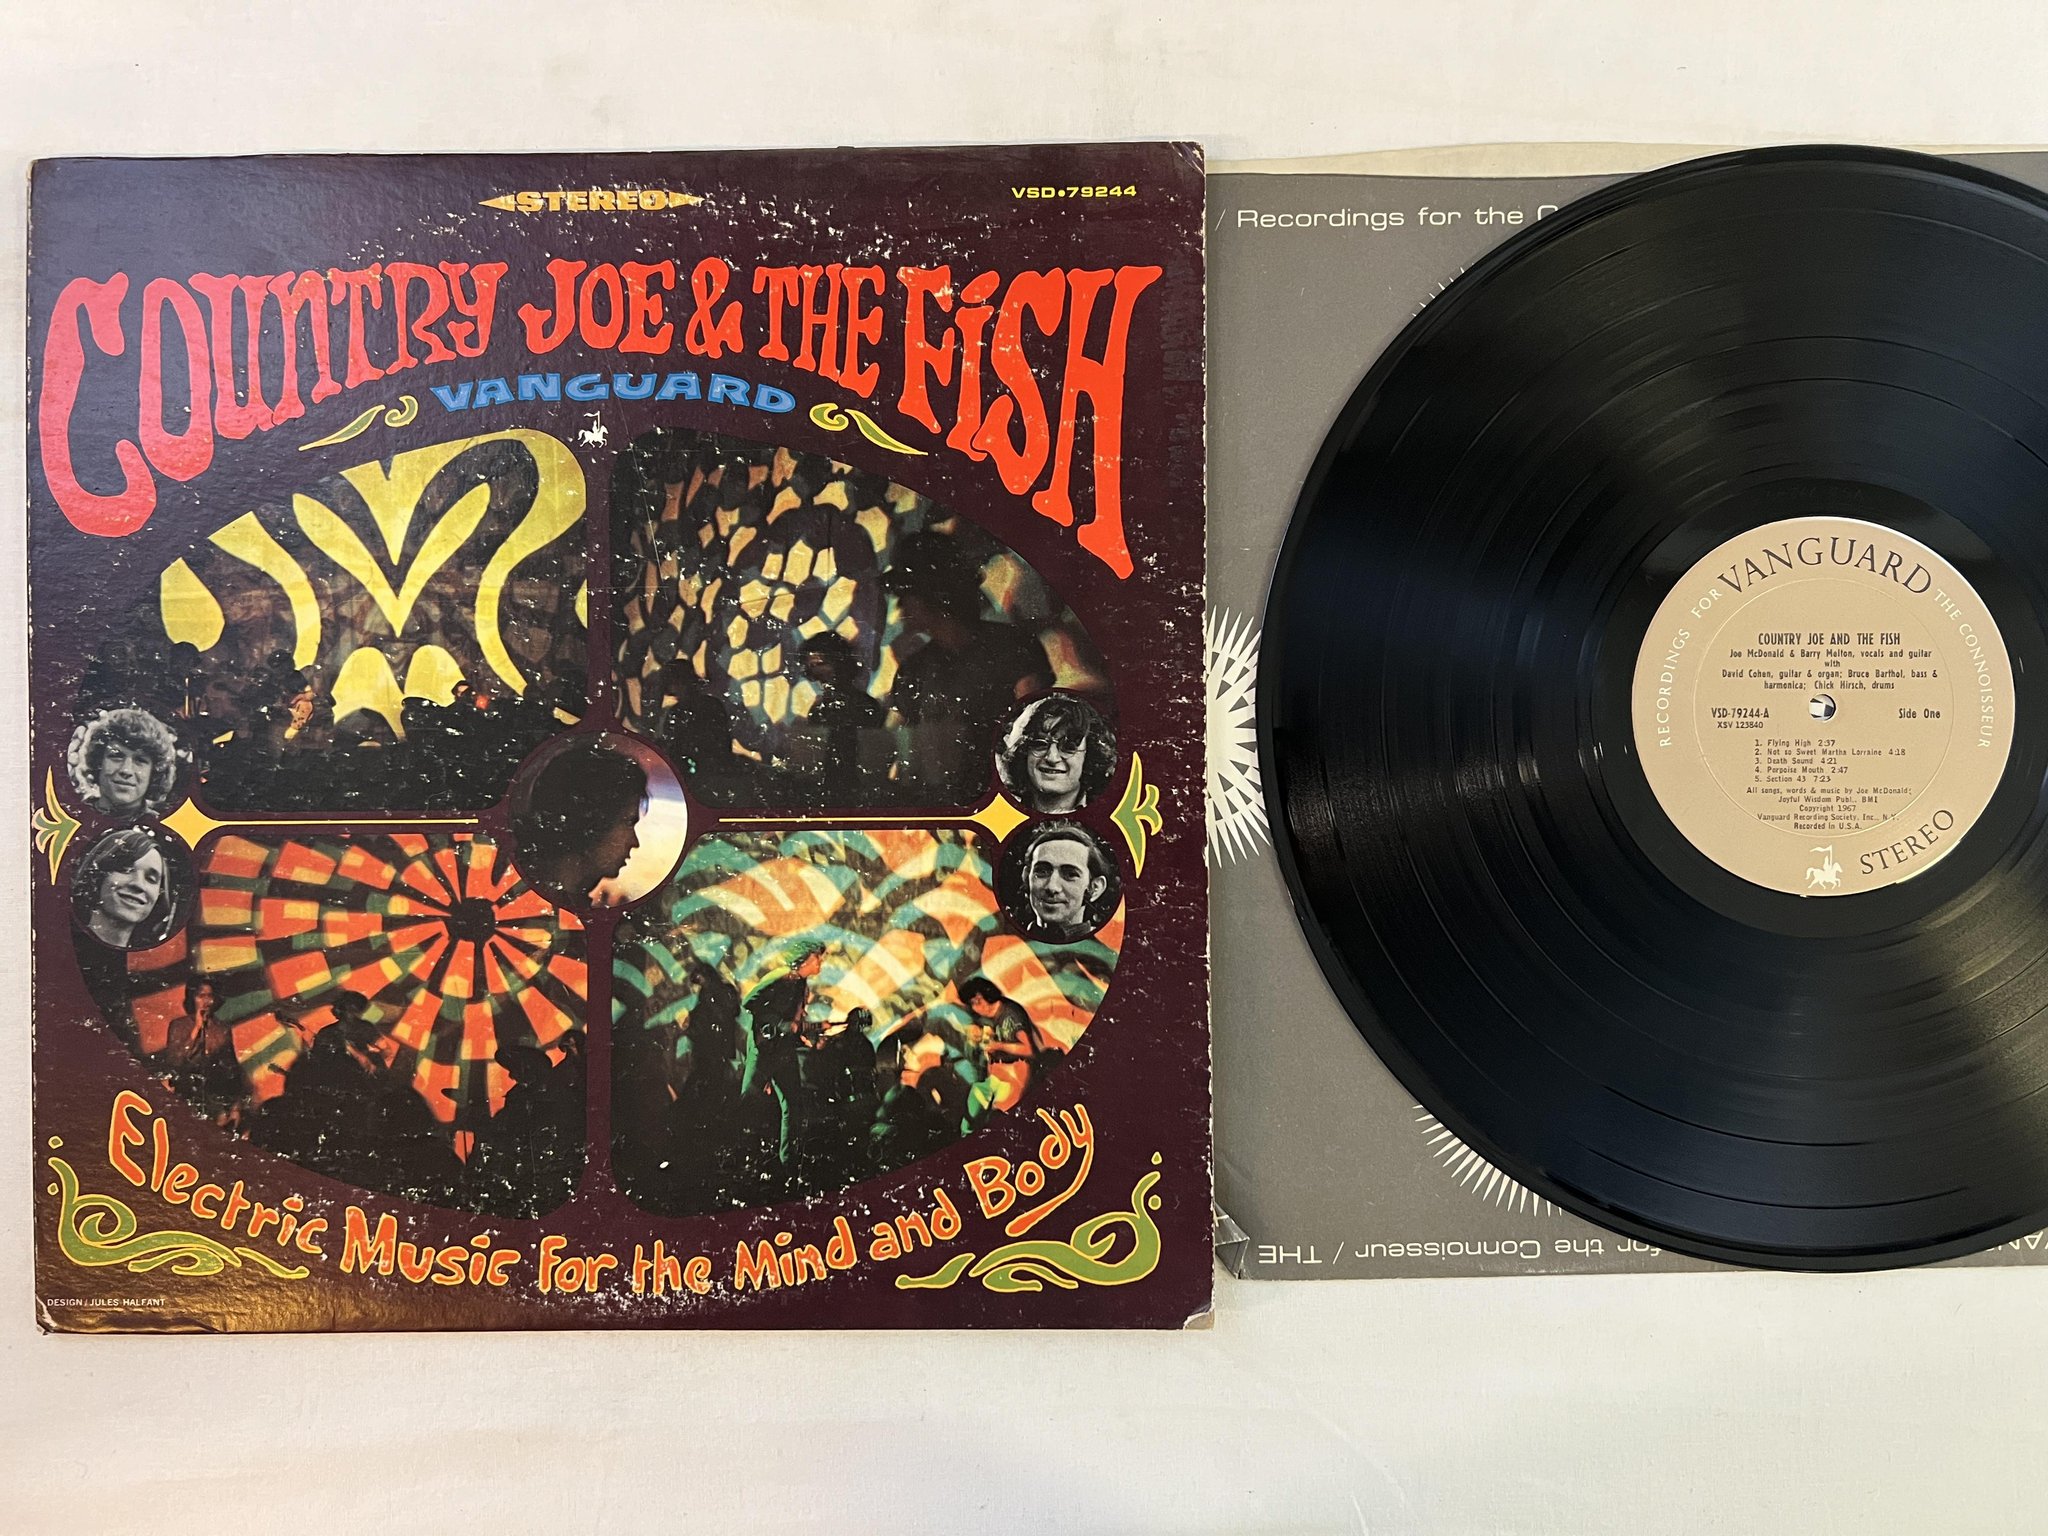 STEREO
VSD•79244
COUNTRY JOE & THE FISH
VANGUARD
Electric Music for the Mind and Body
DESIGN / JULES HALFANT
/ Recordings for the
for the Connoisseur / THE
RECORDINGS FOR VANGUARD THE CONNOISSEUR
COUNTRY JOE AND THE FISH
Joe McDonald & Barry Melton, vocals and guitar
with
David Cohen, guitar & organ; Bruce Barthol, bass &
harmonica; Chick Hirsch, drums
VSD-79244-A Side One
XSV 123840
1. Flying High 2:37
2. Not so Sweet Martha Lorraine 4:18
3. Death Sound 4:21
4. Porpoise Mouth 2:47
5. Section 43 7:23
All songs, words & music by Joe McDonald;
Joyful Wisdom Publ., BMI
Copyright 1967
Vanguard Recording Society, Inc., N.Y.
Recorded in U.S.A.
STEREO